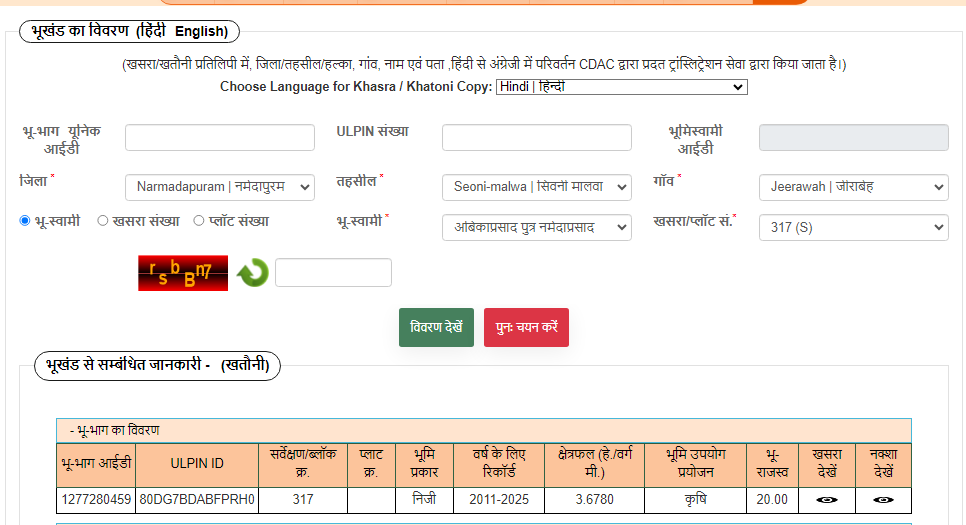 भूखंड का विवरण (हिंदी English)
(खसरा/खतौनी प्रतिलिपी में, जिला/तहसील/हल्का, गांव, नाम एवं पता ,हिंदी से अंग्रेजी में परिवर्तन CDAC द्वारा प्रदत ट्रांस्लिट्रेशन सेवा द्वारा किया जाता है।)
Choose Language for Khasra / Khatoni Copy: Hindi | हिन्दी
भू-भाग यूनिक आईडी ULPIN संख्या भूमिस्वामी आईडी
जिला * Narmadapuram | नर्मदापुरम तहसील * Seoni-malwa | सिवनी मालवा गाँव * Jeerawah | जीराबेह
भू-स्वामी खसरा संख्या प्लॉट संख्या भू-स्वामी * अंबिकाप्रसाद पुत्र नर्मदाप्रसाद खसरा/प्लॉट सं.* 317 (S)
rsbBn7
विवरण देखें पुनः चयन करें
भूखंड से सम्बंधित जानकारी - (खतौनी)
- भू-भाग का विवरण
भू-भाग आईडी ULPIN ID सर्वेक्षण/ब्लॉक क्र. प्लाट क्र. भूमि प्रकार वर्ष के लिए रिकॉर्ड क्षेत्रफल (हे./वर्ग मी.) भूमि उपयोग प्रयोजन भू-राजस्व खसरा देखें नक्शा देखें
1277280459 80DG7BDABFPRH0 317 निजी 2011-2025 3.6780 कृषि 20.00